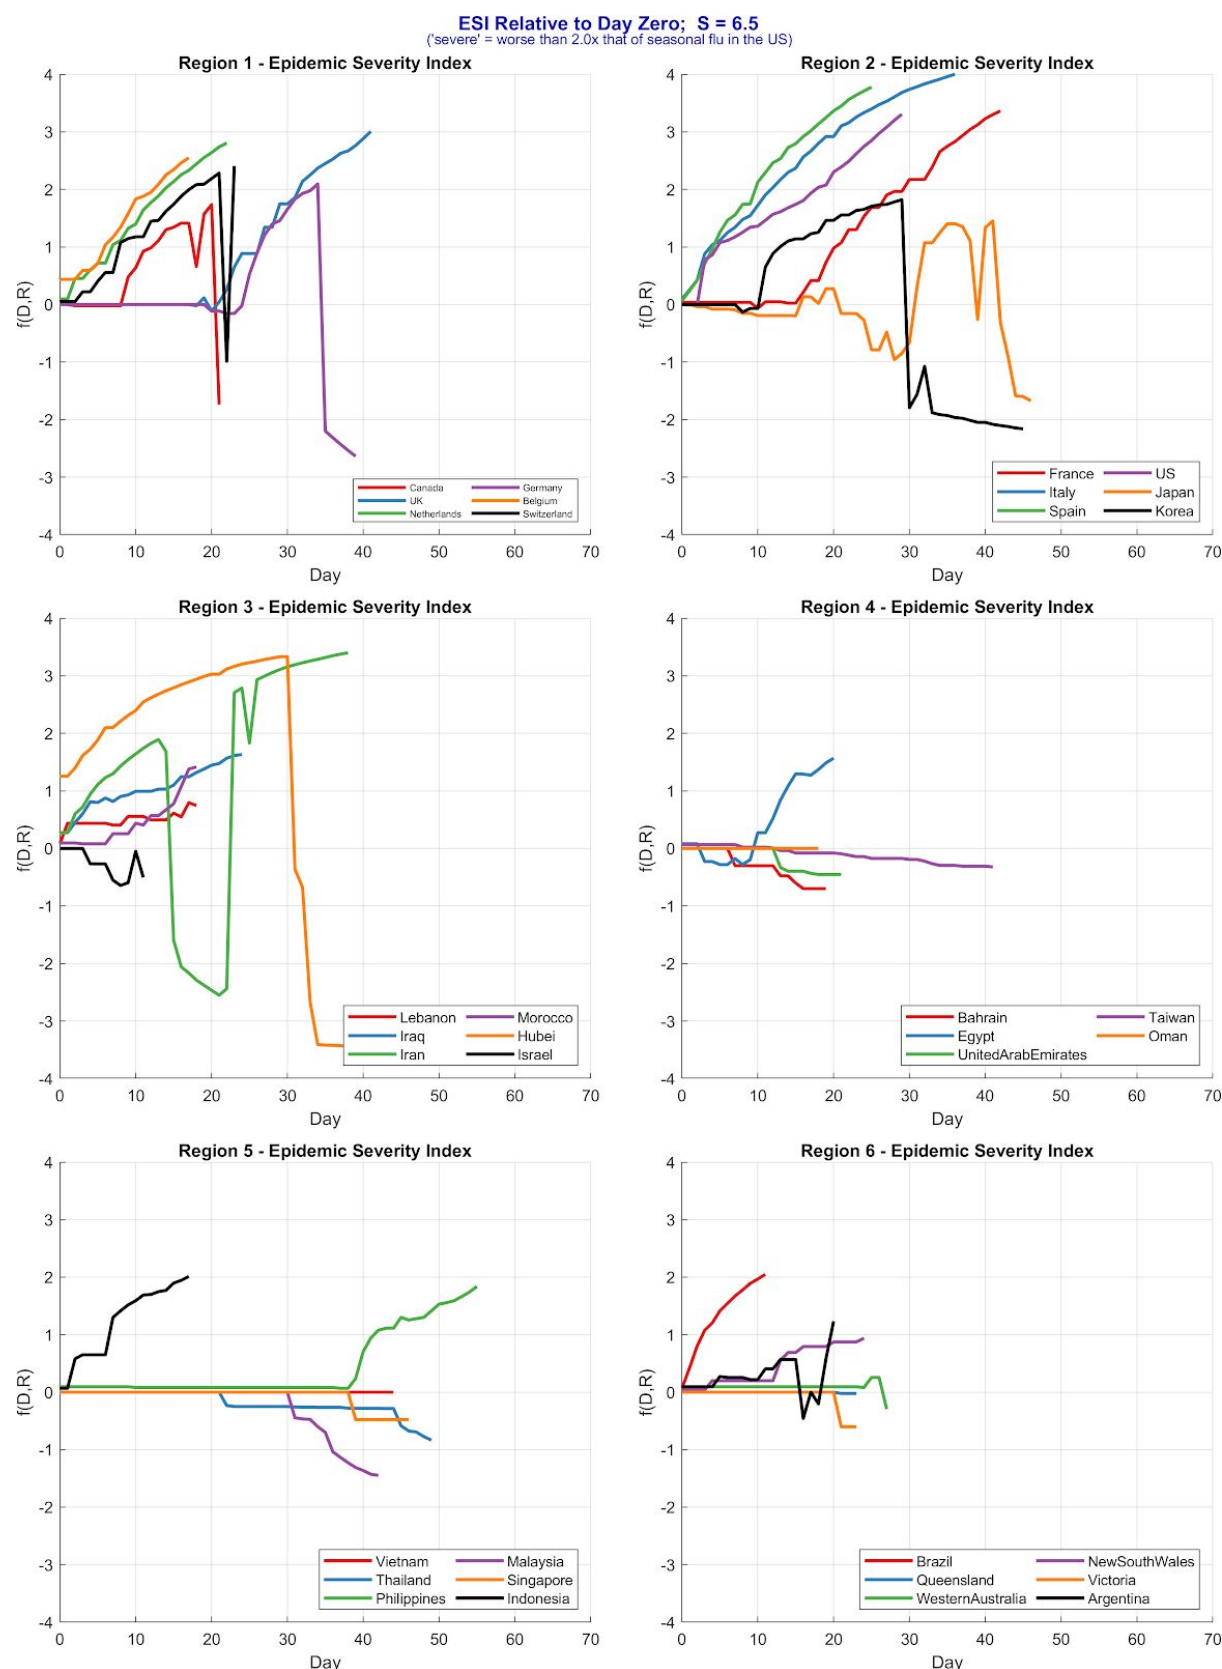 ESI Relative to Day Zero;  S = 6.5
('severe' = worse than 2.0x that of seasonal flu in the US)
Region 1 - Epidemic Severity Index
4
3
2
1
0
-1
-2
-3
-4
f(D,R)
Canada Germany
UK Belgium
Netherlands Switzerland
0 10 20 30 40 50 60 70
Day
Region 2 - Epidemic Severity Index
4
3
2
1
0
-1
-2
-3
-4
f(D,R)
France US
Italy Japan
Spain Korea
0 10 20 30 40 50 60 70
Day
Region 3 - Epidemic Severity Index
4
3
2
1
0
-1
-2
-3
-4
f(D,R)
Lebanon Morocco
Iraq Hubei
Iran Israel
0 10 20 30 40 50 60 70
Day
Region 4 - Epidemic Severity Index
4
3
2
1
0
-1
-2
-3
-4
f(D,R)
Bahrain Taiwan
Egypt Oman
UnitedArabEmirates
0 10 20 30 40 50 60 70
Day
Region 5 - Epidemic Severity Index
4
3
2
1
0
-1
-2
-3
-4
f(D,R)
Vietnam Malaysia
Thailand Singapore
Philippines Indonesia
0 10 20 30 40 50 60 70
Day
Region 6 - Epidemic Severity Index
4
3
2
1
0
-1
-2
-3
-4
f(D,R)
Brazil NewSouthWales
Queensland Victoria
WesternAustralia Argentina
0 10 20 30 40 50 60 70
Day